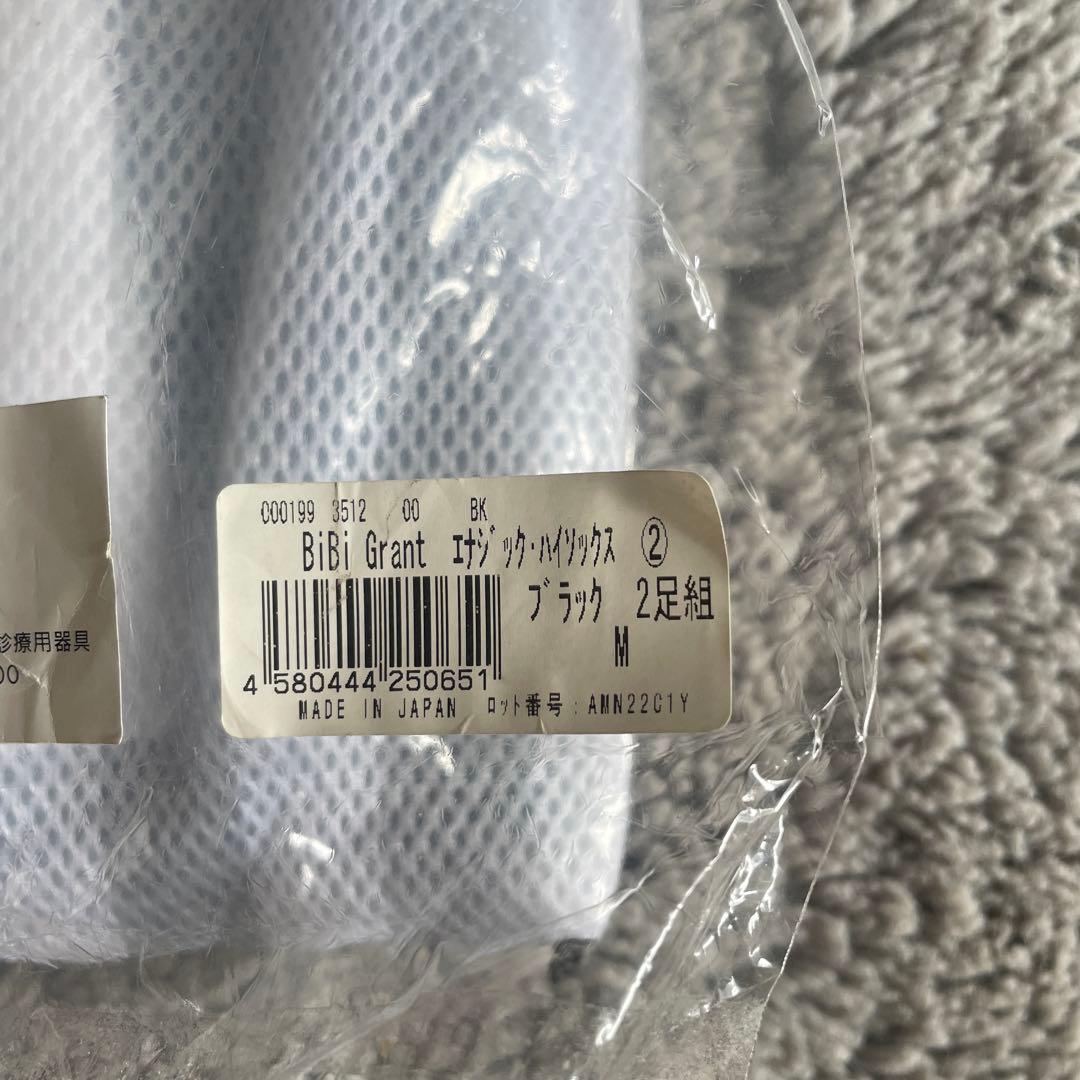 000199 3512 00 BK
BiBi Grant エナジック・ハイソックス ②
ブラック 2足組
M
4 580444 250651
MADE IN JAPAN ロット番号：AMN22C1Y
診療用器具
00